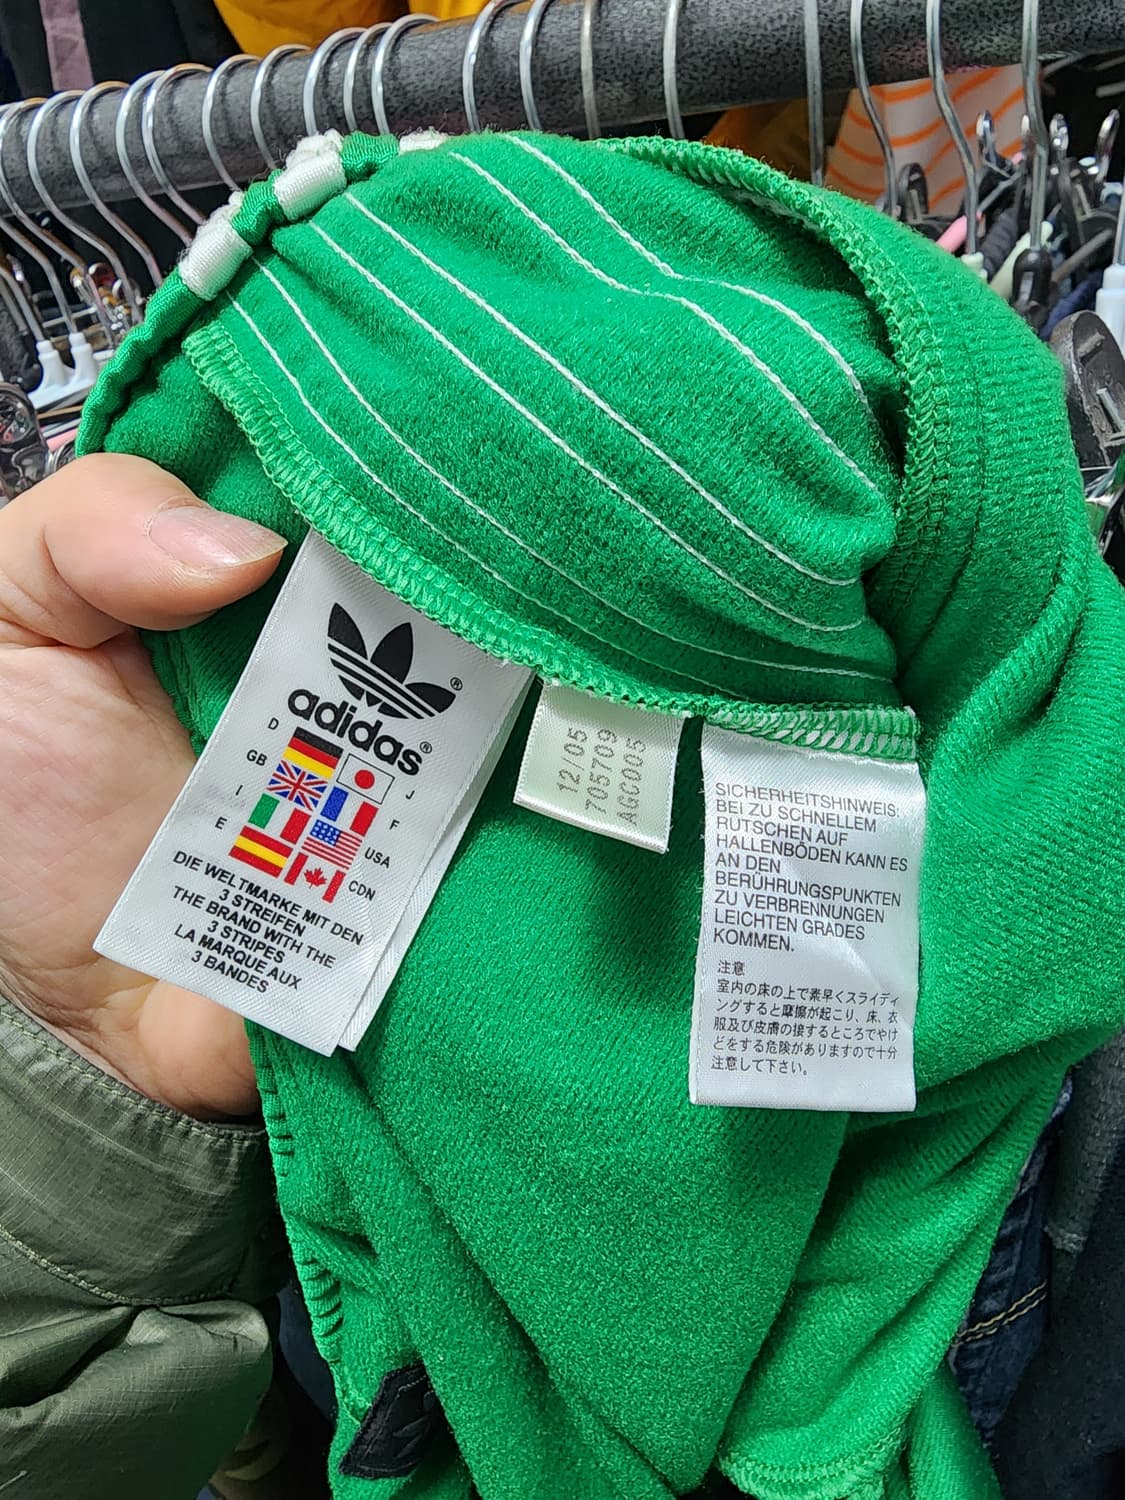 adidas®
D
GB
J
I
F
E
USA
CDN
DIE WELTMARKE MIT DEN
3 STREIFEN
THE BRAND WITH THE
3 STRIPES
LA MARQUE AUX
3 BANDES
12/05
705709
AGC005
SICHERHEITSHINWEIS:
BEI ZU SCHNELLEM
RUTSCHEN AUF
HALLENBÖDEN KANN ES
AN DEN
BERÜHRUNGSPUNKTEN
ZU VERBRENNUNGEN
LEICHTEN GRADES
KOMMEN.
注意
室内の床の上で素早くスライディ
ングすると摩擦が起こり、床、衣
服及び皮膚の接するところでやけ
どをする危険がありますので十分
注意して下さい。